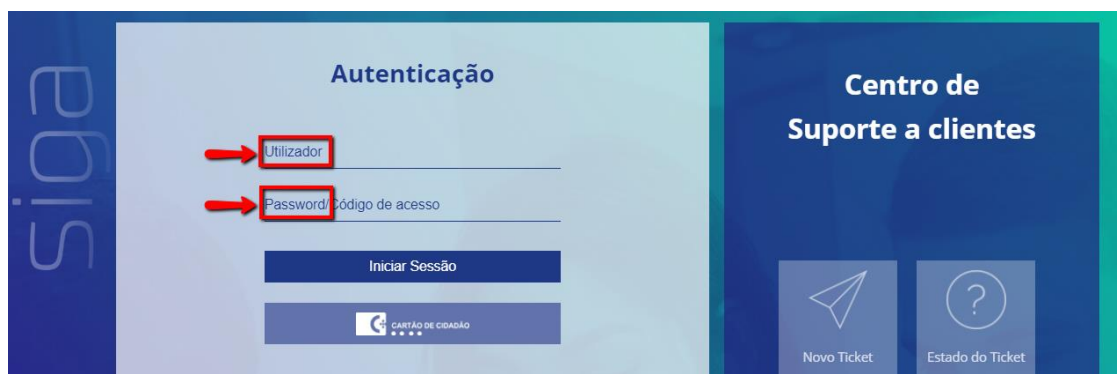 siga
Autenticação
Utilizador
Password/Código de acesso
Iniciar Sessão
CARTÃO DE CIDADÃO
Centro de
Suporte a clientes
Novo Ticket
Estado do Ticket